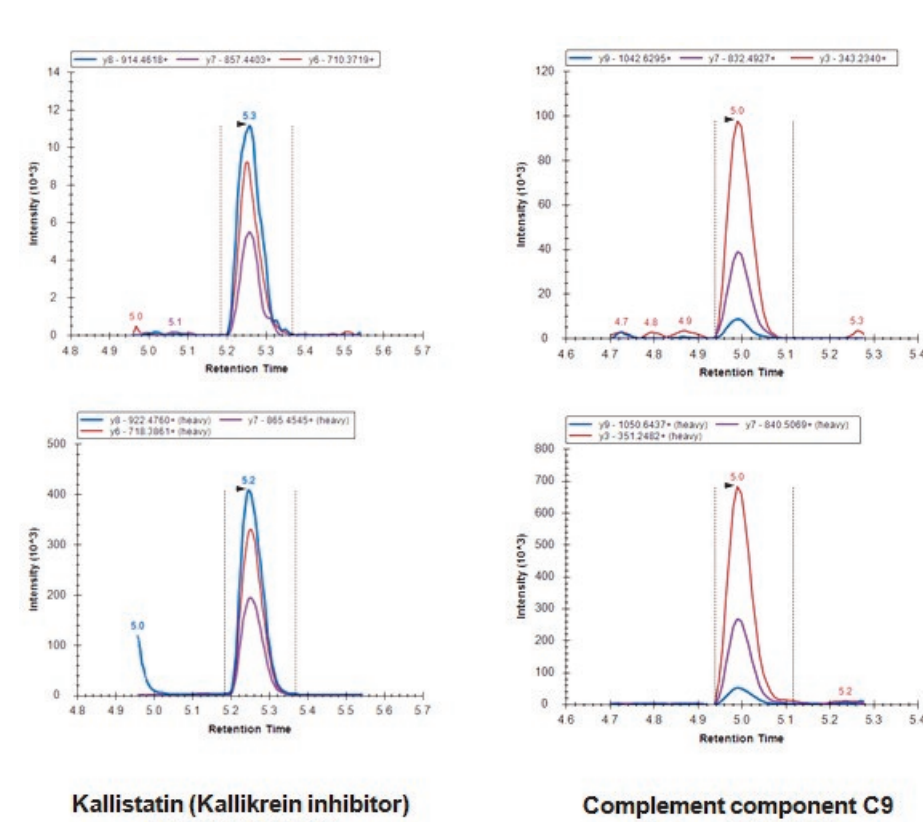 y8 - 914.4618+ y7 - 857.4403+ y6 - 710.3719+
14
12
10
8
6
4
2
0
Intensity (10^3)
5.3
5.0
5.1
4.8 4.9 5.0 5.1 5.2 5.3 5.4 5.5 5.6 5.7
Retention Time
y9 - 1042.6295+ y7 - 832.4927+ y3 - 343.2340+
120
100
80
60
40
20
0
Intensity (10^3)
5.0
4.7
4.8
4.9
5.3
4.6 4.7 4.8 4.9 5.0 5.1 5.2 5.3 5.4
Retention Time
y8 - 922.4760+ (heavy) y7 - 865.4545+ (heavy)
y6 - 718.3861+ (heavy)
500
400
300
200
100
0
Intensity (10^3)
5.2
5.0
4.8 4.9 5.0 5.1 5.2 5.3 5.4 5.5 5.6 5.7
Retention Time
y9 - 1050.6437+ (heavy) y7 - 840.5069+ (heavy)
y3 - 351.2482+ (heavy)
800
700
600
500
400
300
200
100
0
Intensity (10^3)
5.0
5.2
4.6 4.7 4.8 4.9 5.0 5.1 5.2 5.3 5.4
Retention Time
Kallistatin (Kallikrein inhibitor)
Complement component C9